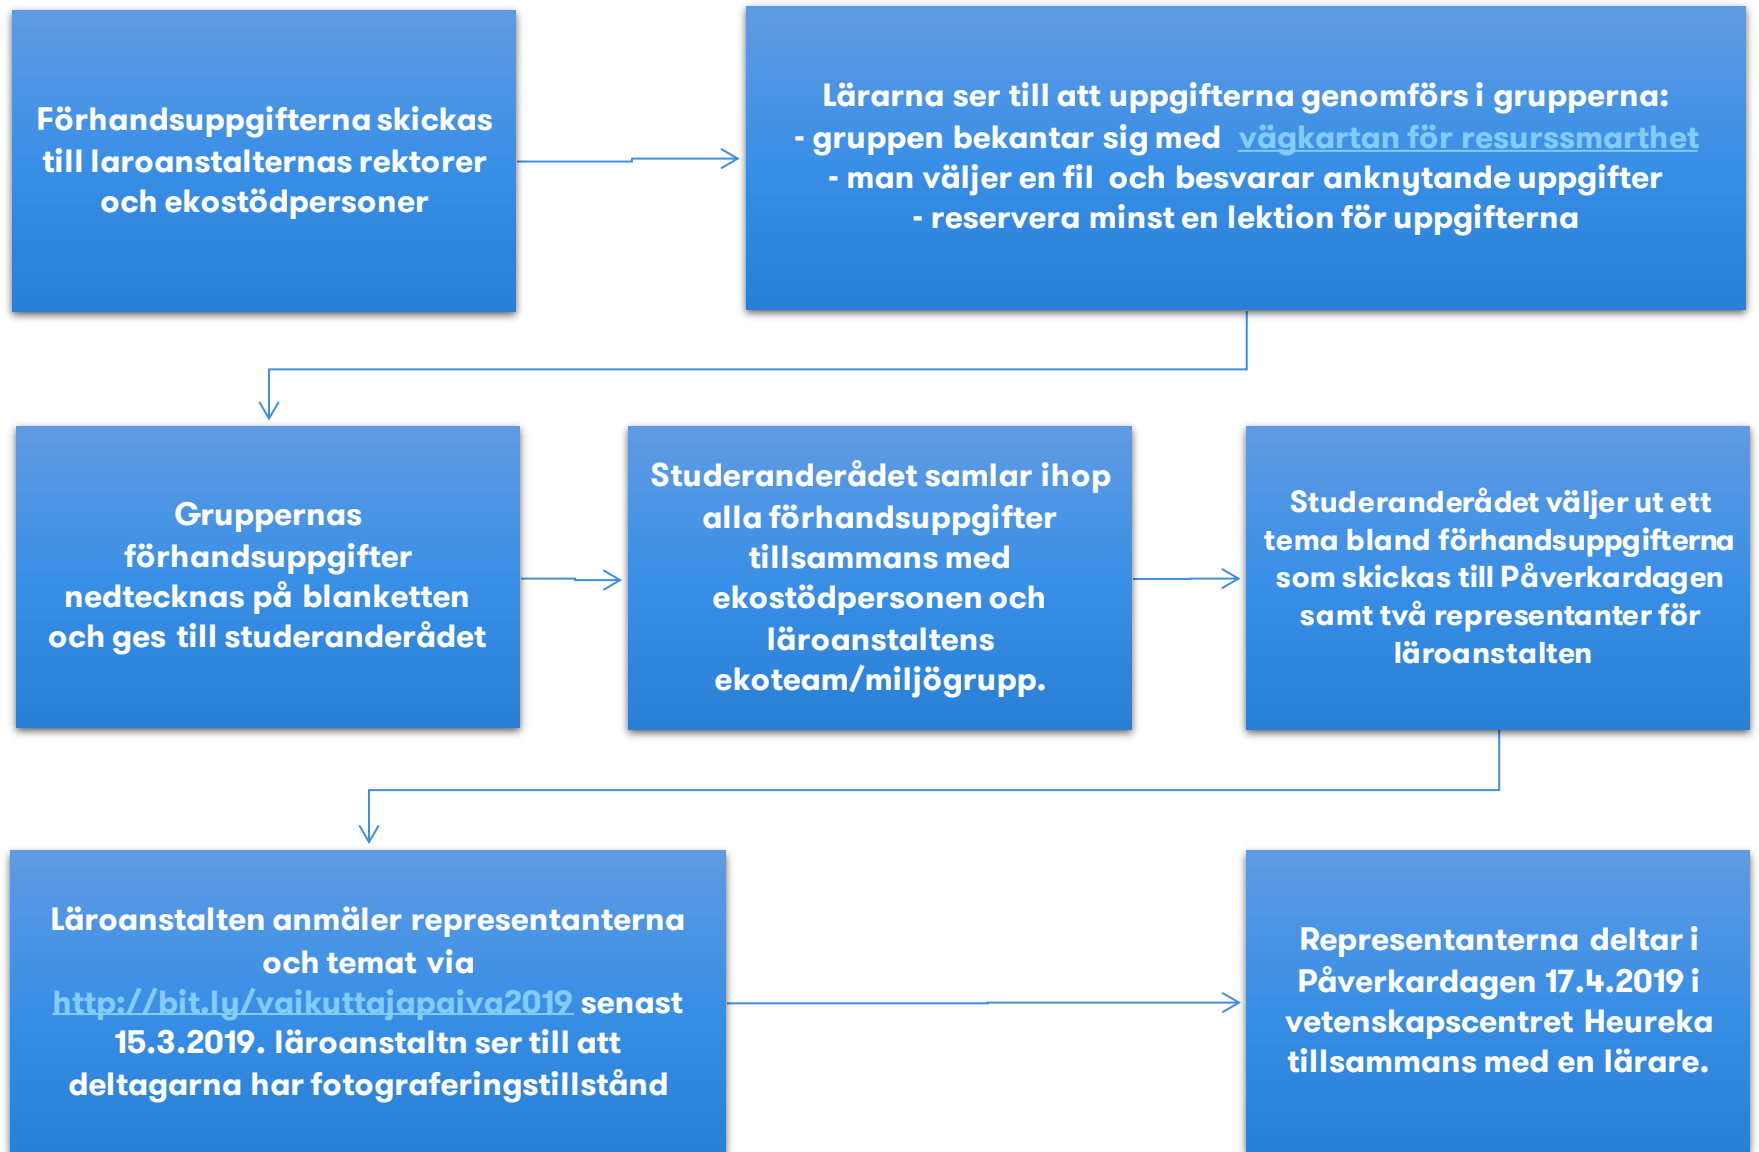 Förhandsuppgifterna skickas
till laroanstalternas rektorer
och ekostödpersoner
Lärarna ser till att uppgifterna genomförs i grupperna:
- gruppen bekantar sig med vägkartan för resurssmarthet
- man väljer en fil och besvarar anknytande uppgifter
- reservera minst en lektion för uppgifterna
Gruppernas
förhandsuppgifter
nedtecknas på blanketten
och ges till studeranderådet
Studeranderådet samlar ihop
alla förhandsuppgifter
tillsammans med
ekostödpersonen och
läroanstaltens
ekoteam/miljögrupp.
Studeranderådet väljer ut ett
tema bland förhandsuppgifterna
som skickas till Påverkardagen
samt två representanter för
läroanstalten
Läroanstalten anmäler representanterna
och temat via
http://bit.ly/vaikuttajapaiva2019 senast
15.3.2019. läroanstaltn ser till att
deltagarna har fotograferingstillstånd
Representanterna deltar i
Påverkardagen 17.4.2019 i
vetenskapscentret Heureka
tillsammans med en lärare.